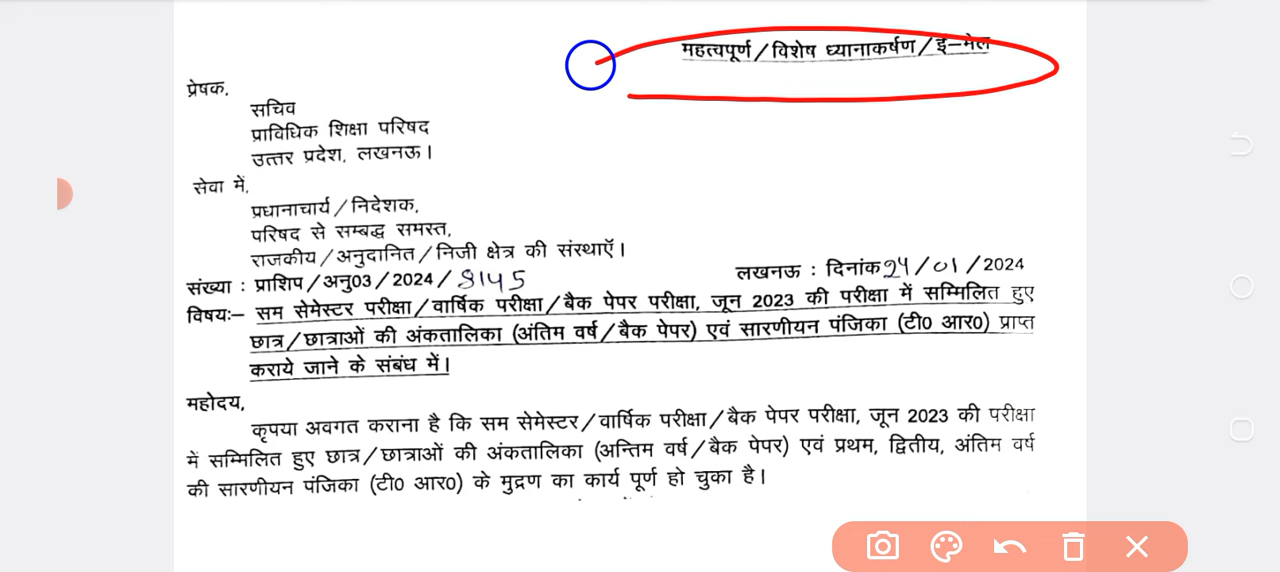 महत्वपूर्ण/विशेष ध्यानाकर्षण/ई-मेल
प्रेषक,
सचिव
प्राविधिक शिक्षा परिषद
उत्तर प्रदेश, लखनऊ।
सेवा में,
प्रधानाचार्य/निदेशक,
परिषद से सम्बद्ध समस्त,
राजकीय/अनुदानित/निजी क्षेत्र की संस्थाऍ।
संख्या : प्राशिप/अनु03/2024/8145 लखनऊ : दिनांक 24/01/2024
विषयः– सम सेमेस्टर परीक्षा/वार्षिक परीक्षा/बैक पेपर परीक्षा, जून 2023 की परीक्षा में सम्मिलित हुए
छात्र/छात्राओं की अंकतालिका (अंतिम वर्ष/बैक पेपर) एवं सारणीयन पंजिका (टी0 आर0) प्राप्त
कराये जाने के संबंध में।
महोदय,
कृपया अवगत कराना है कि सम सेमेस्टर/वार्षिक परीक्षा/बैक पेपर परीक्षा, जून 2023 की परीक्षा
में सम्मिलित हुए छात्र/छात्राओं की अंकतालिका (अन्तिम वर्ष/बैक पेपर) एवं प्रथम, द्वितीय, अंतिम वर्ष
की सारणीयन पंजिका (टी0 आर0) के मुद्रण का कार्य पूर्ण हो चुका है।